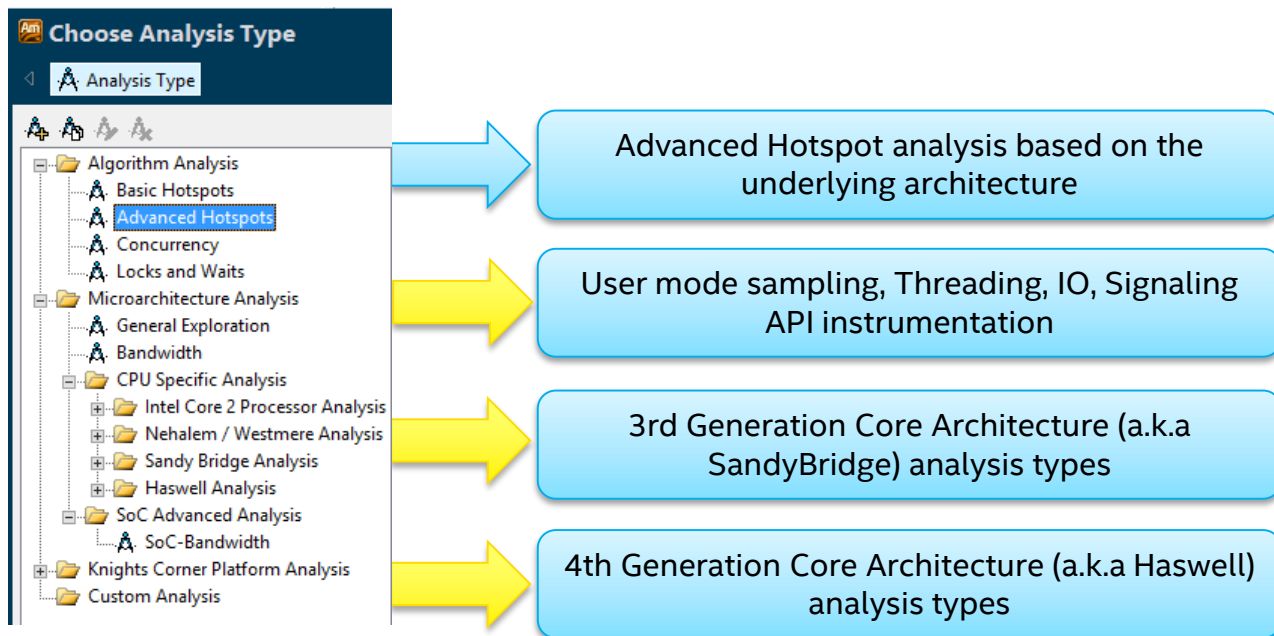 Am Choose Analysis Type
Analysis Type
Algorithm Analysis
Basic Hotspots
Advanced Hotspots
Concurrency
Locks and Waits
Microarchitecture Analysis
General Exploration
Bandwidth
CPU Specific Analysis
Intel Core 2 Processor Analysis
Nehalem / Westmere Analysis
Sandy Bridge Analysis
Haswell Analysis
SoC Advanced Analysis
SoC-Bandwidth
Knights Corner Platform Analysis
Custom Analysis
Advanced Hotspot analysis based on the
underlying architecture
User mode sampling, Threading, IO, Signaling
API instrumentation
3rd Generation Core Architecture (a.k.a
SandyBridge) analysis types
4th Generation Core Architecture (a.k.a Haswell)
analysis types